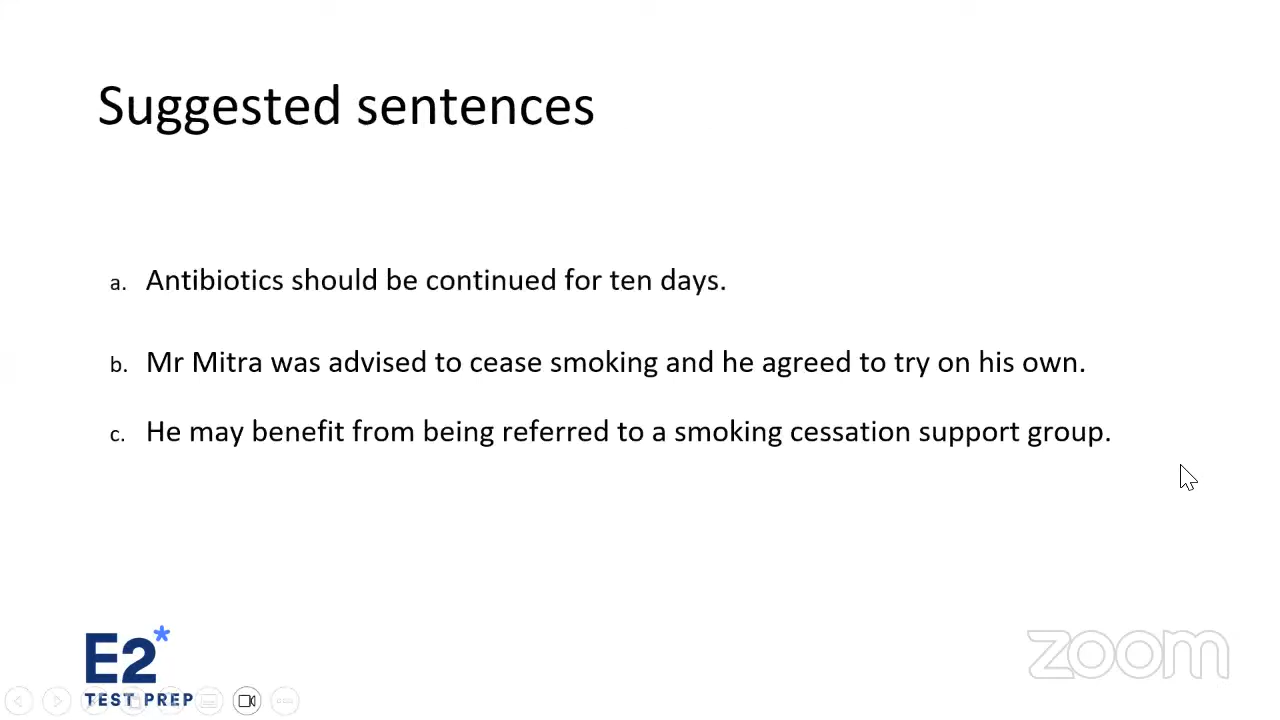 Suggested sentences
a. Antibiotics should be continued for ten days.
b. Mr Mitra was advised to cease smoking and he agreed to try on his own.
c. He may benefit from being referred to a smoking cessation support group.
E2*
TEST PREP
zoom